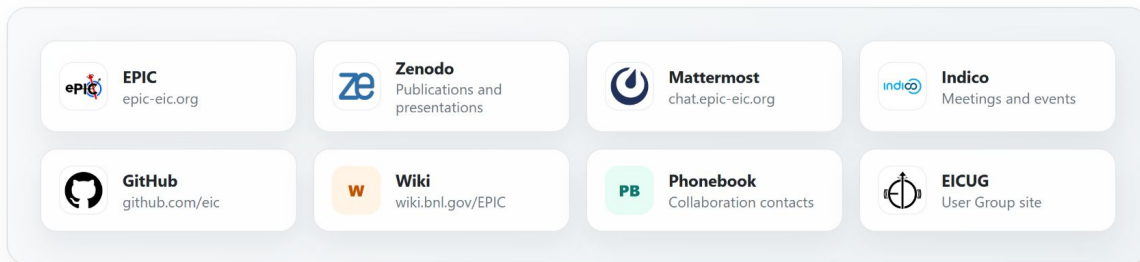 ePIC
EPIC
epic-eic.org
Ze
Zenodo
Publications and
presentations
Mattermost
chat.epic-eic.org
indico
Indico
Meetings and events
GitHub
github.com/eic
W
Wiki
wiki.bnl.gov/EPIC
PB
Phonebook
Collaboration contacts
EIC
EICUG
User Group site